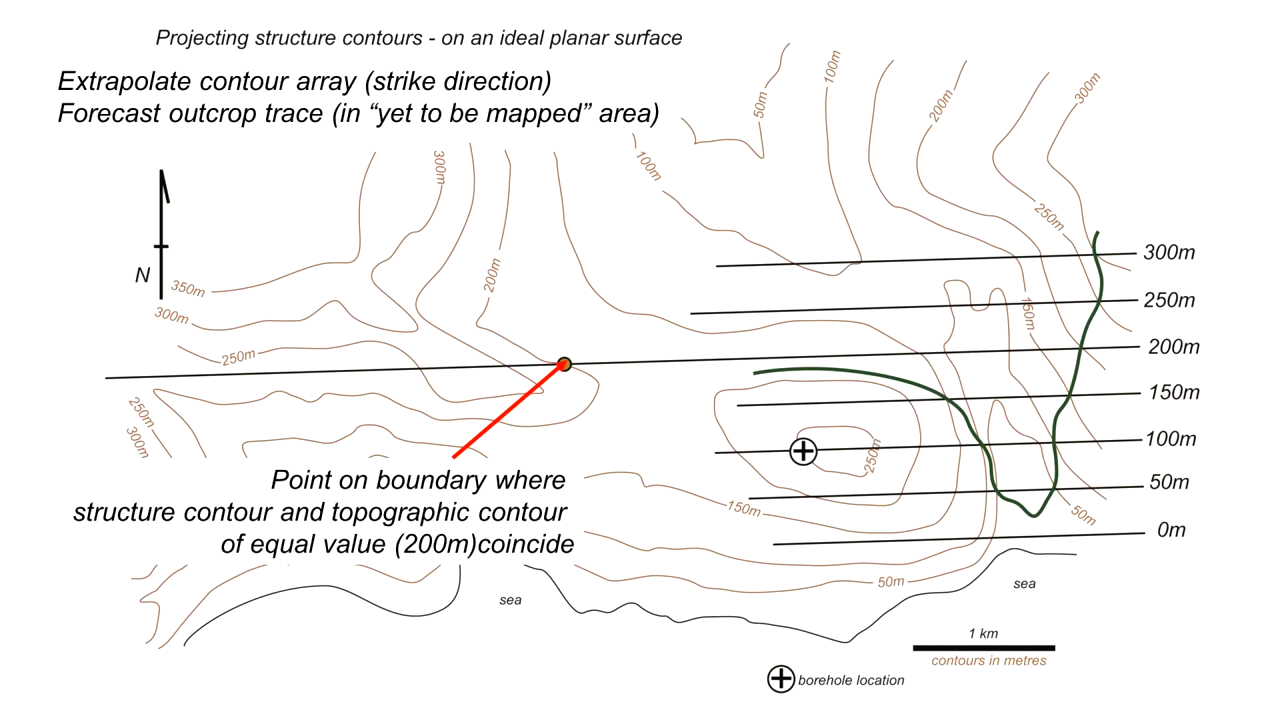 Projecting structure contours - on an ideal planar surface
Extrapolate contour array (strike direction)
Forecast outcrop trace (in “yet to be mapped” area)
50m
100m
200m
300m
300m
100m
250m
N
350m
300m
200m
150m
250m
250m
300m
300m
250m
200m
150m
100m
50m
0m
250m
150m
50m
Point on boundary where
structure contour and topographic contour
of equal value (200m)coincide
50m
sea
sea
1 km
contours in metres
borehole location